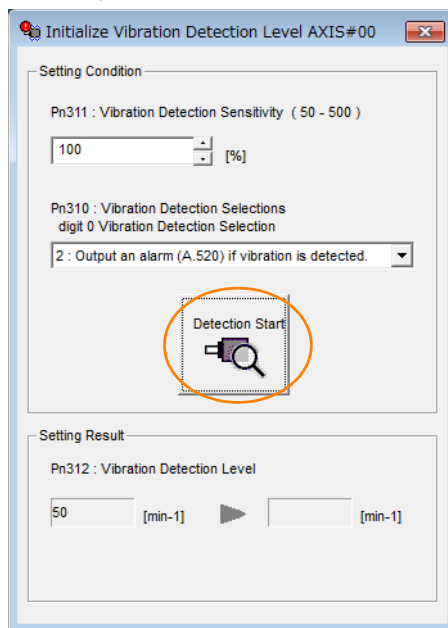 Initialize Vibration Detection Level AXIS#00
Setting Condition
Pn311 : Vibration Detection Sensitivity ( 50 - 500 )
100
[%]
Pn310 : Vibration Detection Selections
digit 0 Vibration Detection Selection
2 : Output an alarm (A.520) if vibration is detected.
Detection Start
Setting Result
Pn312 : Vibration Detection Level
50 [min-1] [min-1]